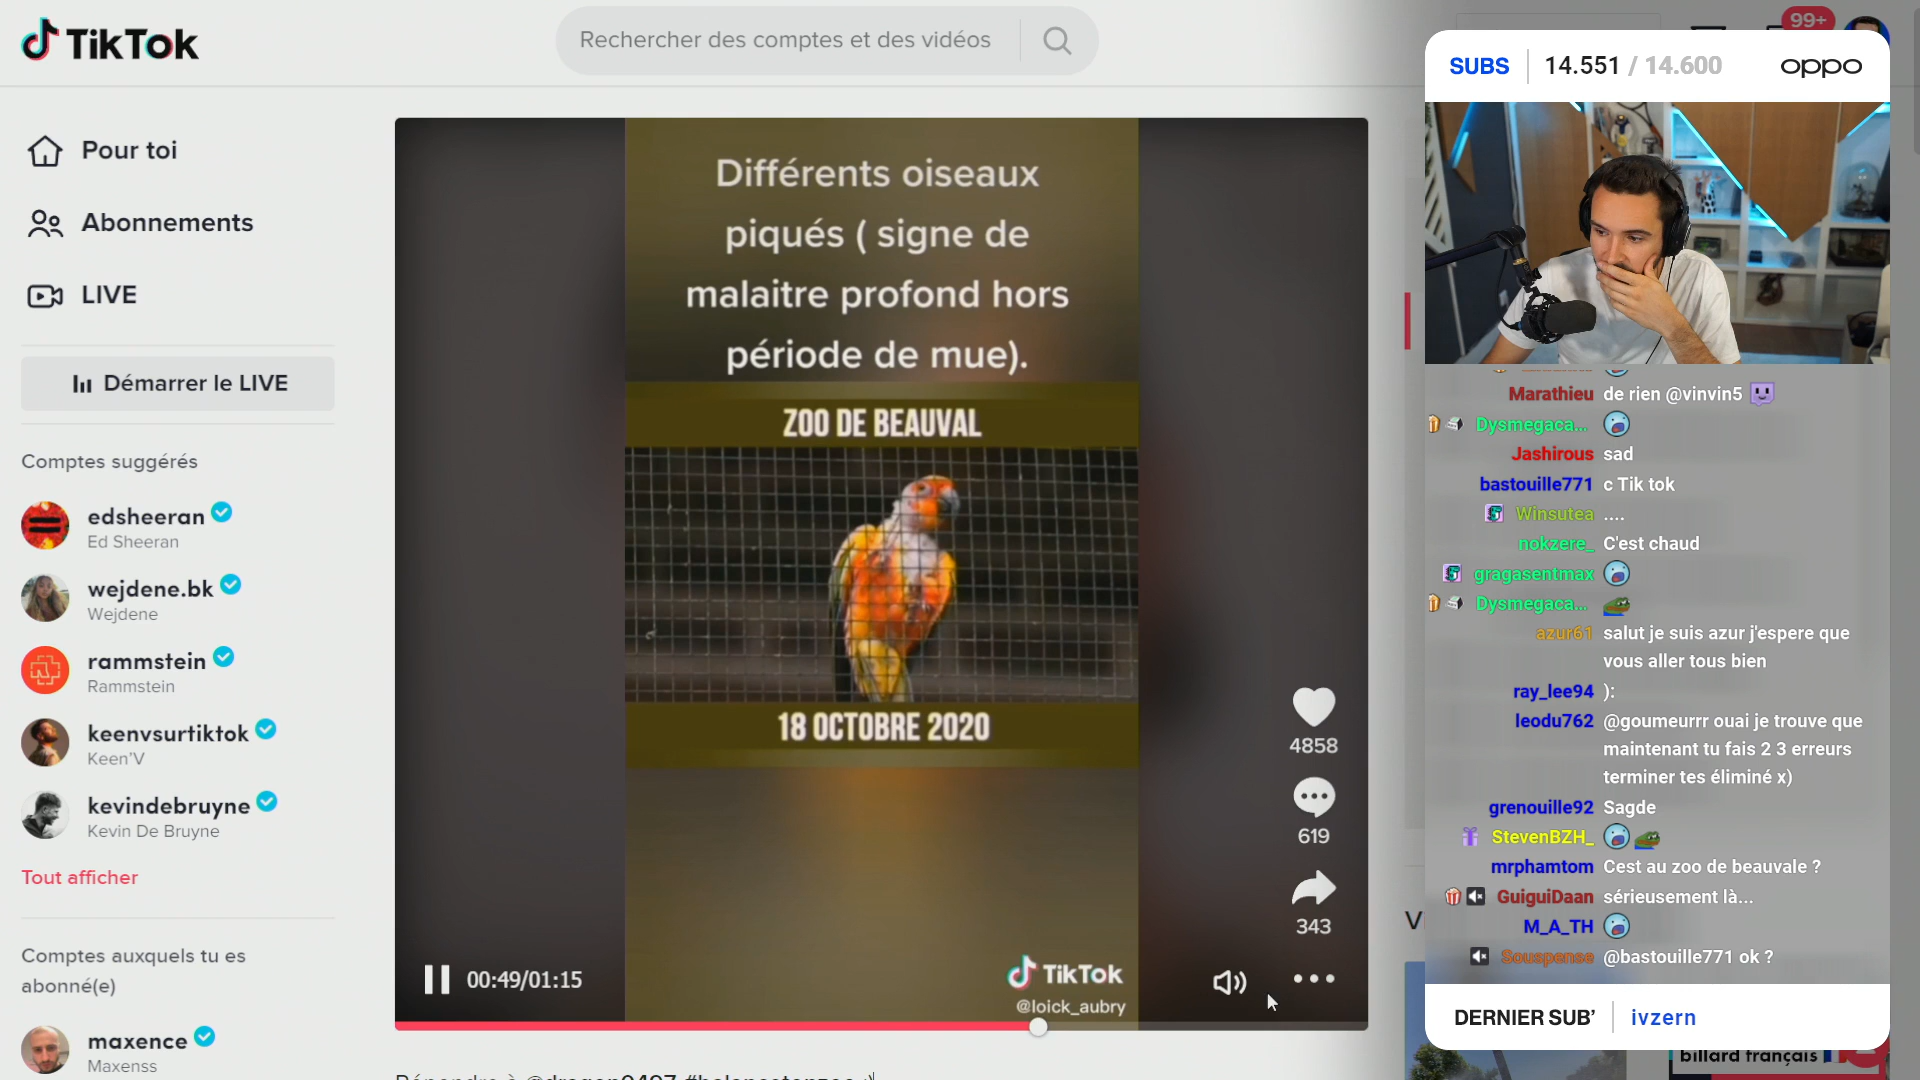 TikTok
Rechercher des comptes et des vidéos
99+
Pour toi
Abonnements
LIVE
Démarrer le LIVE
Comptes suggérés
edsheeran
Ed Sheeran
wejdene.bk
Wejdene
rammstein
Rammstein
keenvsurtiktok
Keen'V
kevindebruyne
Kevin De Bruyne
Tout afficher
Comptes auxquels tu es
abonné(e)
maxence
Maxenss
Différents oiseaux
piqués ( signe de
malaitre profond hors
période de mue).
ZOO DE BEAUVAL
18 OCTOBRE 2020
4858
619
343
00:49/01:15
TikTok
@loick_aubry
SUBS 14.551 / 14.600 oppo
Marathieu de rien @vinvin5
Dysmegaca...
Jashirous sad
bastouille771 c Tik tok
Winsutea ....
nokzere_ C'est chaud
gragasentmax
Dysmegaca...
azur61 salut je suis azur j'espere que
vous aller tous bien
ray_lee94 ):
leodu762 @goumeurrr ouai je trouve que
maintenant tu fais 2 3 erreurs
terminer tes éliminé x)
grenouille92 Sagde
StevenBZH_
mrphamtom Cest au zoo de beauvale ?
GuiguiDaan sérieusement là...
M_A_TH
Souspense @bastouille771 ok ?
DERNIER SUB' ivzern
billard français